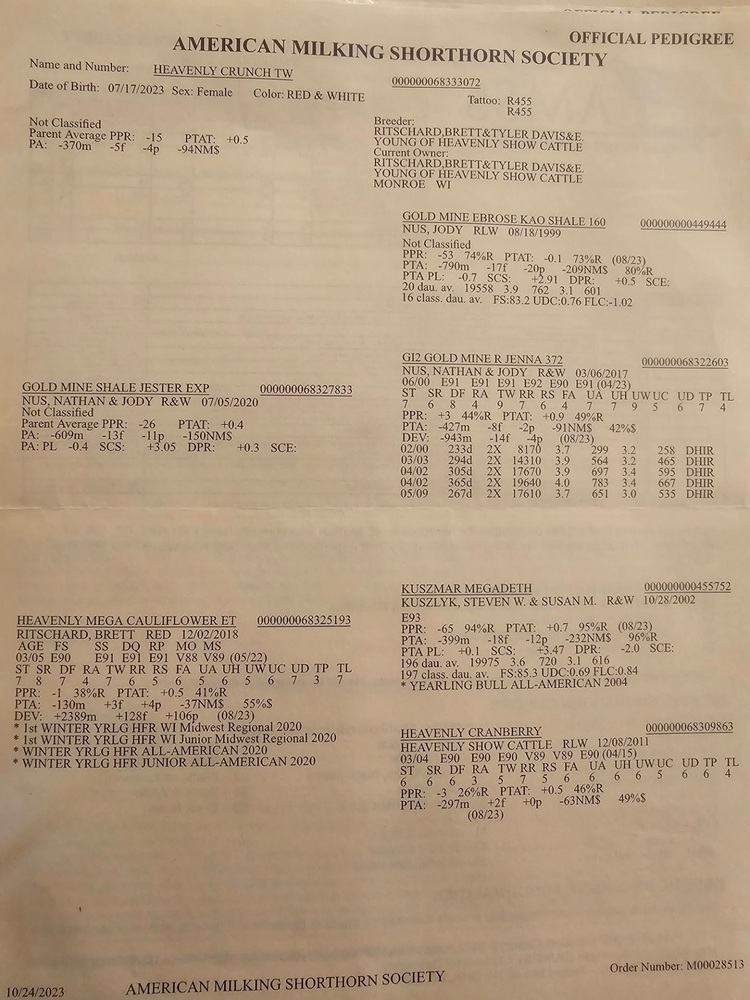 OFFICIAL PEDIGREE
AMERICAN MILKING SHORTHORN SOCIETY
Name and Number: HEAVENLY CRUNCH TW 000000068333072
Date of Birth: 07/17/2023 Sex: Female Color: RED & WHITE
Tattoo: R455
R455
Not Classified
Parent Average PPR: -15 PTAT: +0.5
PA: -370m -5f -4p -94NM$
Breeder:
RITSCHARD,BRETT&TYLER DAVIS&E.
YOUNG OF HEAVENLY SHOW CATTLE
Current Owner:
RITSCHARD,BRETT&TYLER DAVIS&E.
YOUNG OF HEAVENLY SHOW CATTLE
MONROE WI
GOLD MINE EBROSE KAO SHALE 160 000000000449444
NUS, JODY RLW 08/18/1999
Not Classified
PPR: -53 74%R PTAT: -0.1 73%R (08/23)
PTA: -790m -17f -20p -209NM$ 80%R
PTA PL: -0.7 SCS: +2.91 DPR: +0.5 SCE:
20 dau. av. 19558 3.9 762 3.1 601
16 class. dau. av. FS:83.2 UDC:0.76 FLC:-1.02
GOLD MINE SHALE JESTER EXP 000000068327833
NUS, NATHAN & JODY R&W 07/05/2020
Not Classified
Parent Average PPR: -26 PTAT: +0.4
PA: -609m -13f -11p -150NM$
PA: PL -0.4 SCS: +3.05 DPR: +0.3 SCE:
GI2 GOLD MINE R JENNA 372 000000068322603
NUS, NATHAN & JODY R&W 03/06/2017
06/00 E91 E91 E91 E92 E90 E91 (04/23)
ST SR DF RA TW RR RS FA UA UH UW UC UD TP TL
7 6 8 4 9 7 6 4 7 7 9 5 6 7 4
PPR: +3 44%R PTAT: +0.9 49%R
PTA: -427m -8f -2p -91NM$ 42%$
DEV: -943m -14f -4p (08/23)
02/00 233d 2X 8170 3.7 299 3.2 258 DHIR
03/03 294d 2X 14310 3.9 564 3.2 465 DHIR
04/02 305d 2X 17670 3.9 697 3.4 595 DHIR
04/02 365d 2X 19640 4.0 783 3.4 667 DHIR
05/09 267d 2X 17610 3.7 651 3.0 535 DHIR
HEAVENLY MEGA CAULIFLOWER ET 000000068325193
RITSCHARD, BRETT RED 12/02/2018
AGE FS SS DQ RP MO MS
03/05 E90 E91 E91 E91 V88 V89 (05/22)
ST SR DF RA TW RR RS FA UA UH UW UC UD TP TL
7 8 7 4 7 6 5 6 5 6 5 6 7 3 7
PPR: -1 38%R PTAT: +0.5 41%R
PTA: -130m +3f +4p -37NM$ 55%$
DEV: +2389m +128f +106p (08/23)
* 1st WINTER YRLG HFR WI Midwest Regional 2020
* 1st WINTER YRLG HFR WI Junior Midwest Regional 2020
* WINTER YRLG HFR ALL-AMERICAN 2020
* WINTER YRLG HFR JUNIOR ALL-AMERICAN 2020
KUSZMAR MEGADETH 000000000455752
KUSZLYK, STEVEN W. & SUSAN M. R&W 10/28/2002
E93
PPR: -65 94%R PTAT: +0.7 95%R (08/23)
PTA: -399m -18f -12p -232NM$ 96%R
PTA PL: +0.1 SCS: +3.47 DPR: -2.0 SCE:
196 dau. av. 19975 3.6 720 3.1 616
197 class. dau. av. FS:85.3 UDC:0.69 FLC:0.84
* YEARLING BULL ALL-AMERICAN 2004
HEAVENLY CRANBERRY 000000068309863
HEAVENLY SHOW CATTLE RLW 12/08/2011
03/04 E90 E90 E90 V89 V89 E90 (04/15)
ST SR DF RA TW RR RS FA UA UH UW UC UD TP TL
6 6 6 3 5 7 5 6 6 6 6 5 6 6 4
PPR: -3 26%R PTAT: +0.5 46%R
PTA: -297m +2f +0p -63NM$ 49%$
(08/23)
Order Number: M00028513
10/24/2023 AMERICAN MILKING SHORTHORN SOCIETY